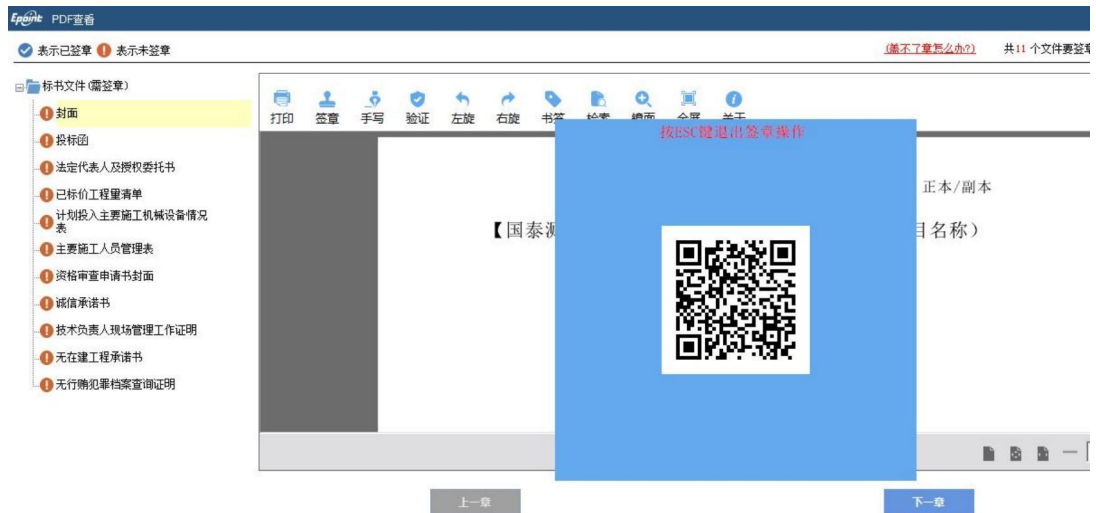 Epoint PDF查看
表示已签章 表示未签章
(盖不了章怎么办?) 共11 个文件要签章
标书文件(需签章)
封面
投标函
法定代表人及授权委托书
已标价工程量清单
计划投入主要施工机械设备情况
表
主要施工人员管理表
资格审查申请书封面
诚信承诺书
技术负责人现场管理工作证明
无在建工程承诺书
无行贿犯罪档案查询证明
打印 签章 手写 验证 左旋 右旋 书签 检索 全屏 关于
按ESC键退出签章操作
正本/副本
【国泰测
目名称）
上一章
下一章